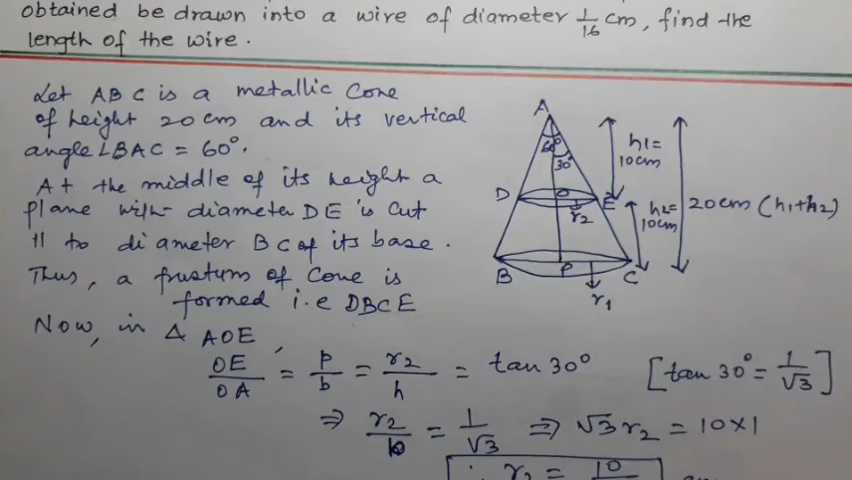 obtained be drawn into a wire of diameter 1/16 cm, find the
length of the wire.
Let ABC is a metallic Cone
of height 20 cm and its vertical
angle ∠BAC = 60°.
At the middle of its height a
plane with diameter DE is cut
|| to diameter BC of its base.
Thus, a frustum of Cone is
formed i.e DBCE
Now, in △ AOE,
OE/OA = p/b = r2/h = tan 30° [tan 30° = 1/√3]
⇒ r2/10 = 1/√3 ⇒ √3 r2 = 10×1
∴ r2 = 10
A
60°
30°
h1=
10cm
D
O
E
r2
h2=
10cm
20cm (h1+h2)
B
P
C
r1